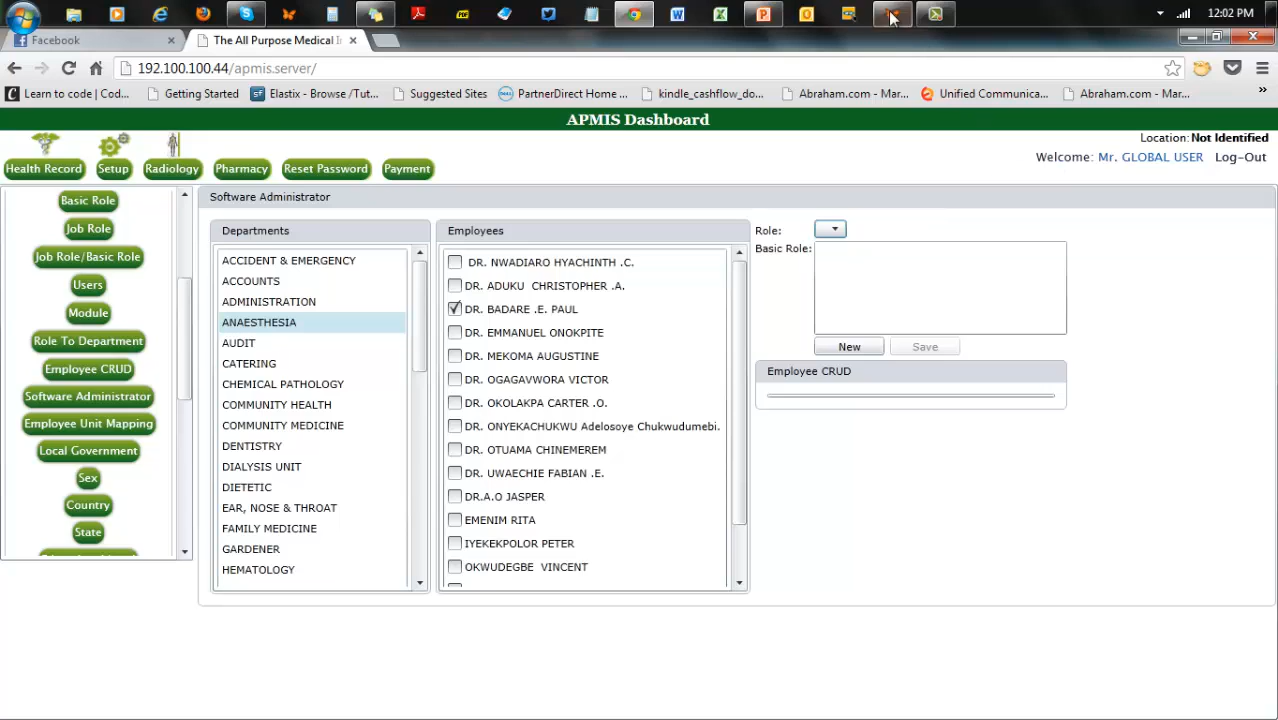 12:02 PM
Facebook
The All Purpose Medical I
192.100.100.44/apmis.server/
Learn to code | Cod...
Getting Started
Elastix - Browse /Tut...
Suggested Sites
PartnerDirect Home ...
kindle_cashflow_do...
Abraham.com - Mar...
Unified Communica...
Abraham.com - Mar...
»
APMIS Dashboard
Location: Not Identified
Welcome: Mr. GLOBAL USER Log-Out
Health Record
Setup
Radiology
Pharmacy
Reset Password
Payment
Basic Role
Job Role
Job Role/Basic Role
Users
Module
Role To Department
Employee CRUD
Software Administrator
Employee Unit Mapping
Local Government
Sex
Country
State
Software Administrator
Departments
ACCIDENT & EMERGENCY
ACCOUNTS
ADMINISTRATION
ANAESTHESIA
AUDIT
CATERING
CHEMICAL PATHOLOGY
COMMUNITY HEALTH
COMMUNITY MEDICINE
DENTISTRY
DIALYSIS UNIT
DIETETIC
EAR, NOSE & THROAT
FAMILY MEDICINE
GARDENER
HEMATOLOGY
Employees
DR. NWADIARO HYACHINTH .C.
DR. ADUKU CHRISTOPHER .A.
DR. BADARE .E. PAUL
DR. EMMANUEL ONOKPITE
DR. MEKOMA AUGUSTINE
DR. OGAGAVWORA VICTOR
DR. OKOLAKPA CARTER .O.
DR. ONYEKACHUKWU Adelosoye Chukwudumebi.
DR. OTUAMA CHINEMEREM
DR. UWAECHIE FABIAN .E.
DR.A.O JASPER
EMENIM RITA
IYEKEKPOLOR PETER
OKWUDEGBE VINCENT
Role:
Basic Role:
New
Save
Employee CRUD